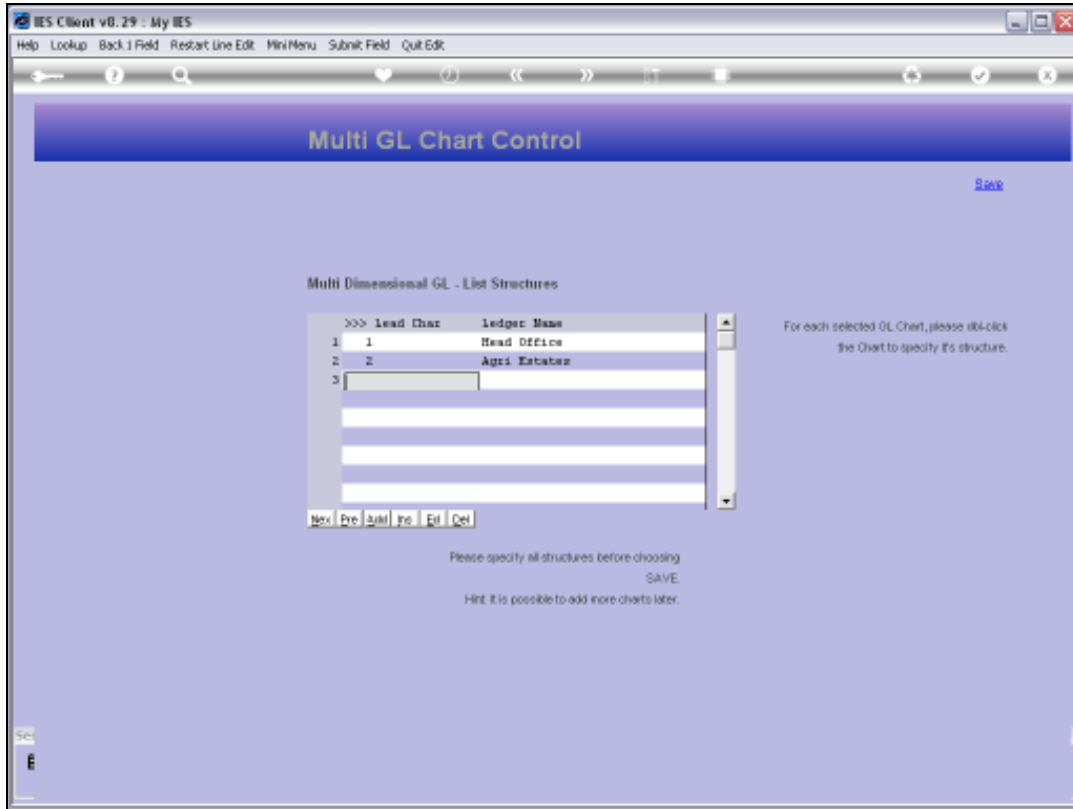 IES Client v8.29 : My IES
Help Lookup Back 1 Field Restart Line Edit Mini Menu Submit Field Quit Edit
Multi GL Chart Control
Save
Multi Dimensional GL - List Structures
>>> Lead Char Ledger Name
1 1 Head Office
2 2 Agri Estates
3
For each selected GL Chart, please dbl-click
the Chart to specify it's structure.
Nex Pre Add Ins Ed Del
Please specify all structures before choosing
SAVE.
Hint: It is possible to add more charts later.